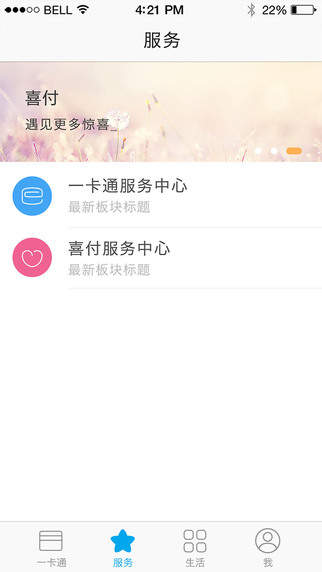 BELL 4:21 PM 22%
服务
喜付
遇见更多惊喜_
一卡通服务中心
最新板块标题
喜付服务中心
最新板块标题
一卡通 服务 生活 我